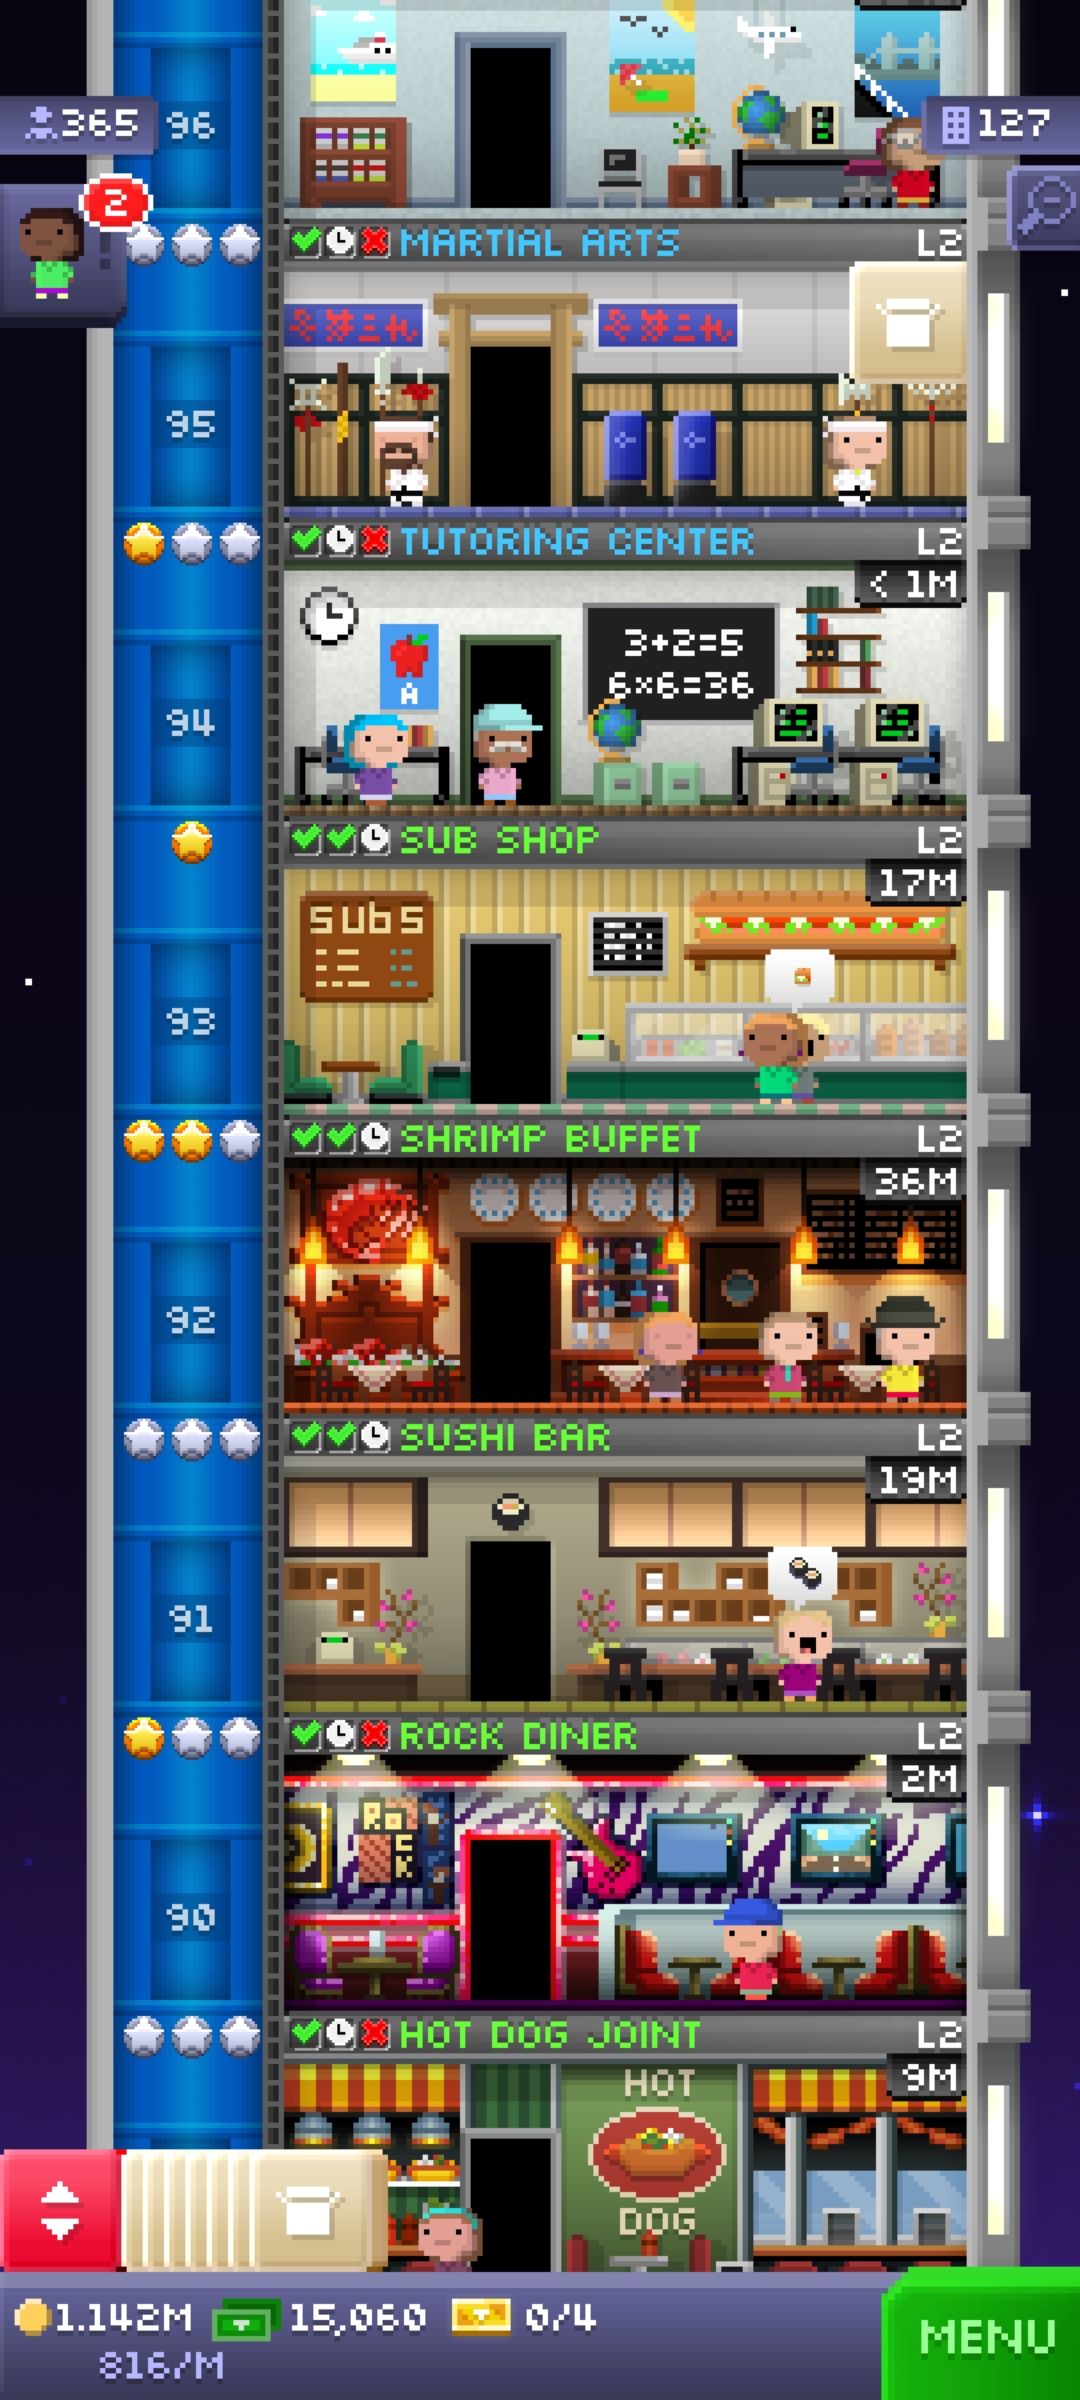 365
96
127
2
MARTIAL ARTS L2
95
TUTORING CENTER L2
< 1M
3+2=5
6×6=36
A
94
SUB SHOP L2
17M
SUBS
93
SHRIMP BUFFET L2
36M
92
SUSHI BAR L2
19M
91
ROCK DINER L2
2M
ROCK
90
HOT DOG JOINT L2
9M
HOT
DOG
1.142M 15,060 0/4
816/M
MENU